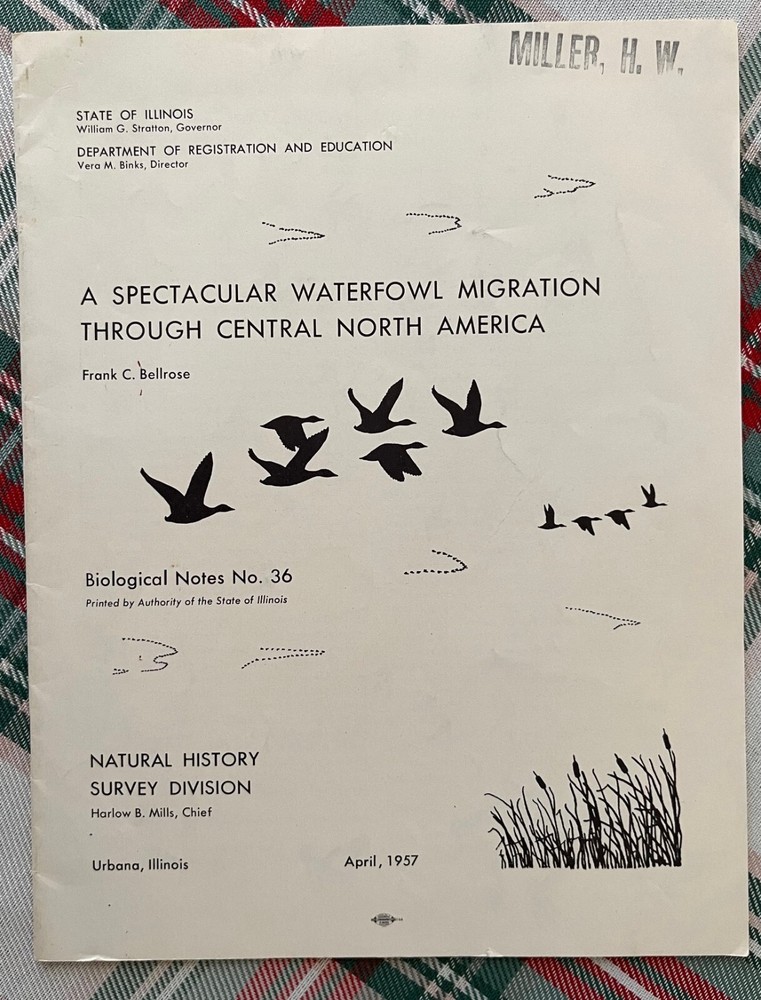 MILLER, H. W.
STATE OF ILLINOIS
William G. Stratton, Governor
DEPARTMENT OF REGISTRATION AND EDUCATION
Vera M. Binks, Director
A SPECTACULAR WATERFOWL MIGRATION
THROUGH CENTRAL NORTH AMERICA
Frank C. Bellrose
Biological Notes No. 36
Printed by Authority of the State of Illinois
NATURAL HISTORY
SURVEY DIVISION
Harlow B. Mills, Chief
Urbana, Illinois
April, 1957